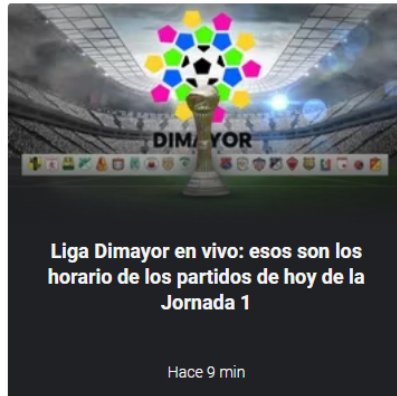 DIMAYOR
Liga Dimayor en vivo: esos son los
horario de los partidos de hoy de la
Jornada 1
Hace 9 min